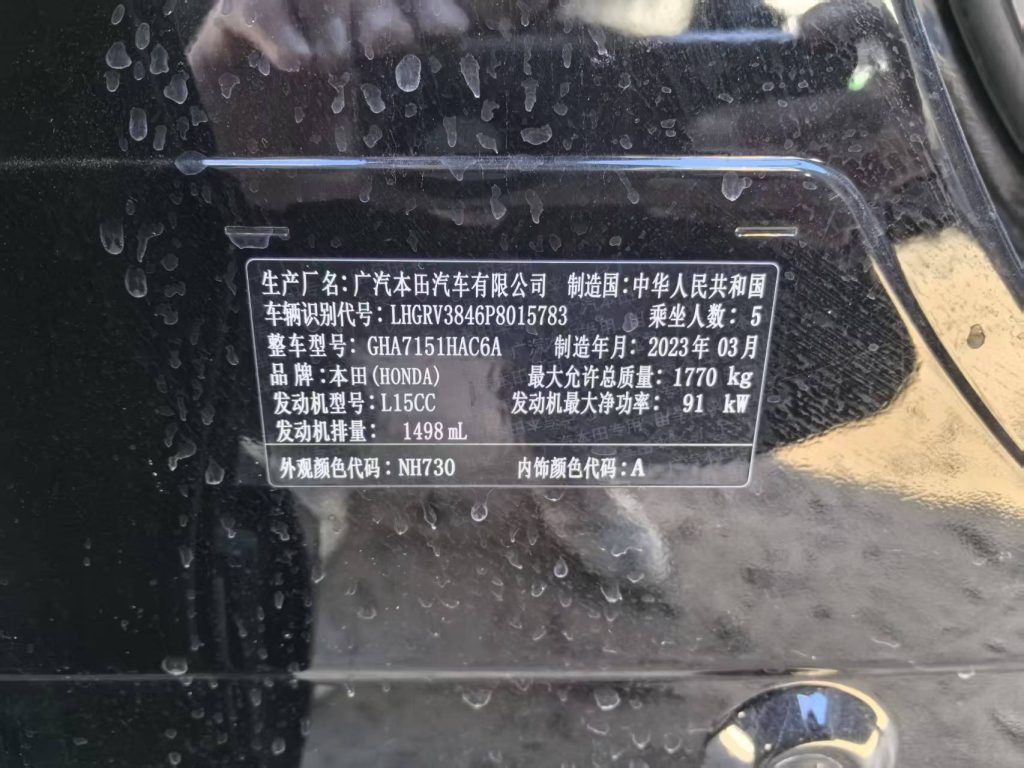 生产厂名：广汽本田汽车有限公司 制造国：中华人民共和国
车辆识别代号：LHGRV3846P8015783 乘坐人数：5
整车型号：GHA7151HAC6A 制造年月：2023年03月
品牌：本田(HONDA) 最大允许总质量：1770 kg
发动机型号：L15CC 发动机最大净功率：91 kW
发动机排量：1498mL
外观颜色代码：NH730 内饰颜色代码：A